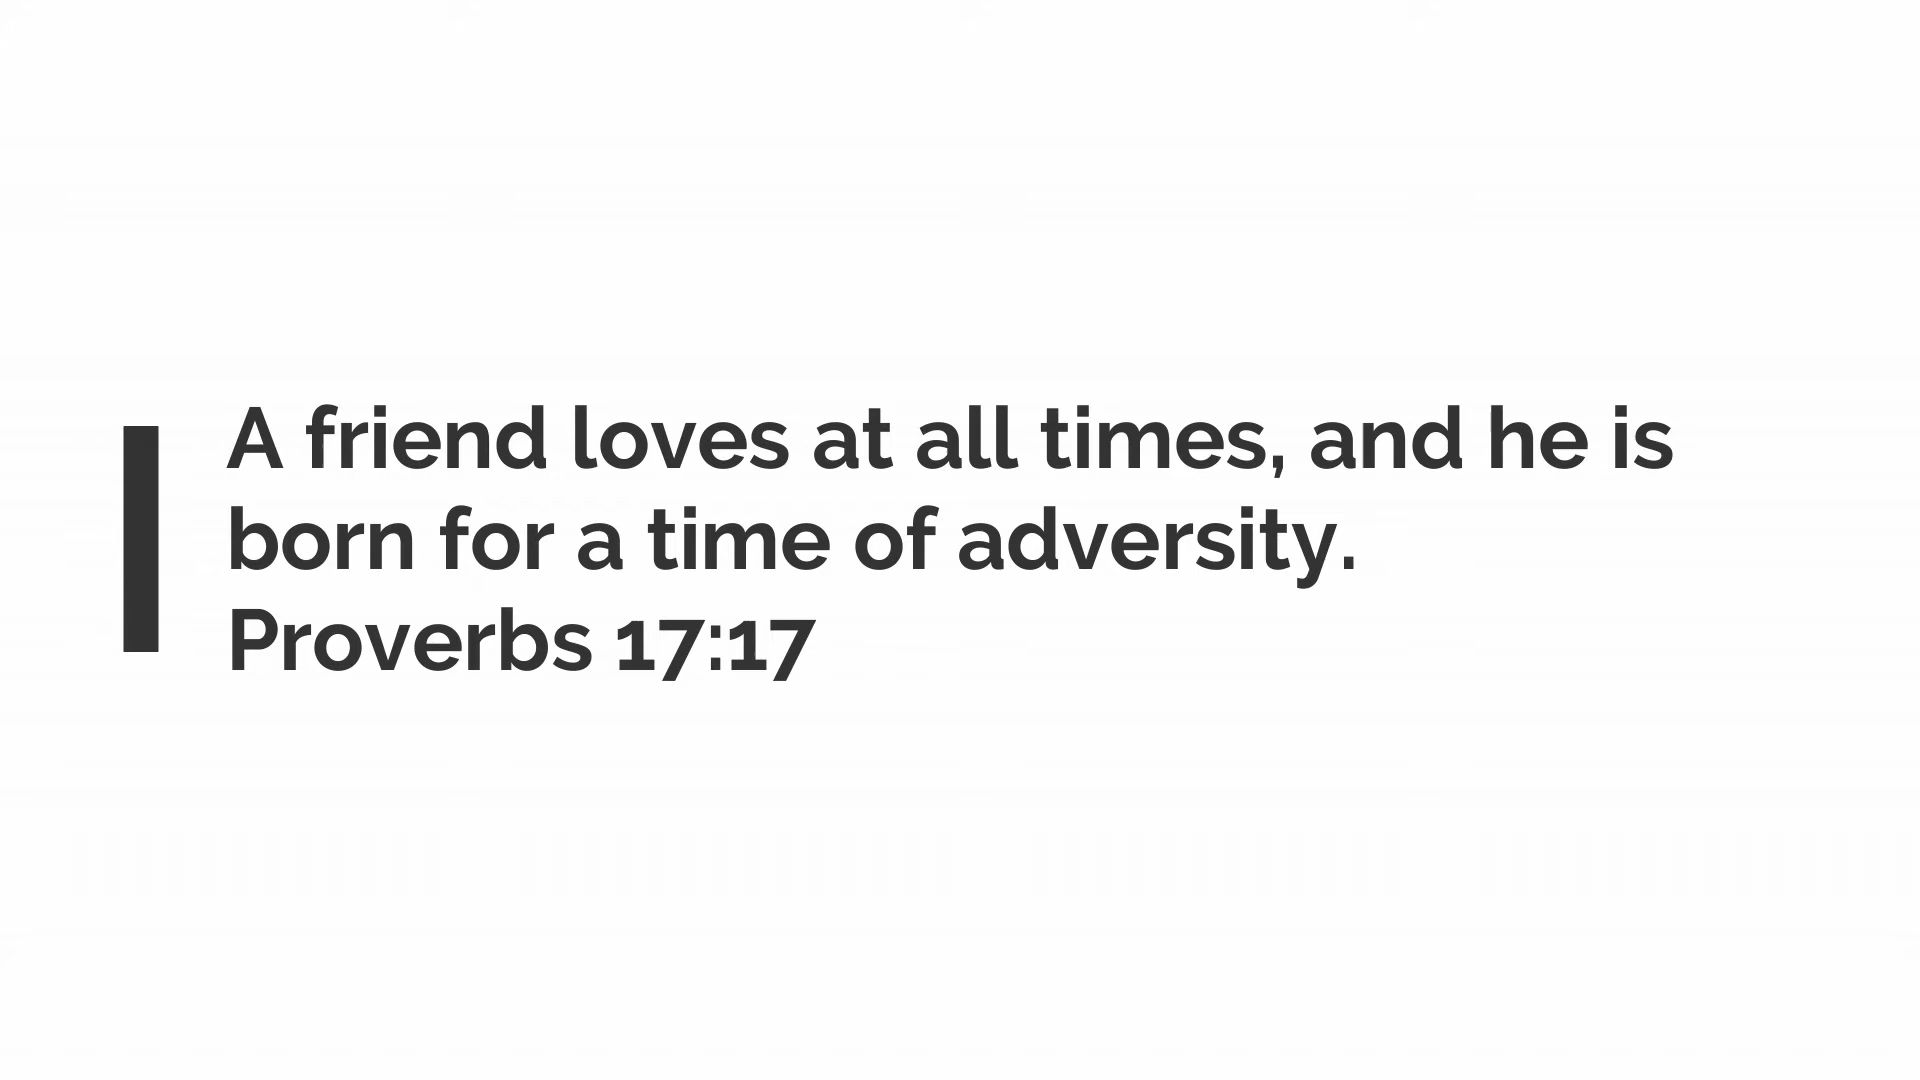 A friend loves at all times, and he is
born for a time of adversity.
Proverbs 17:17